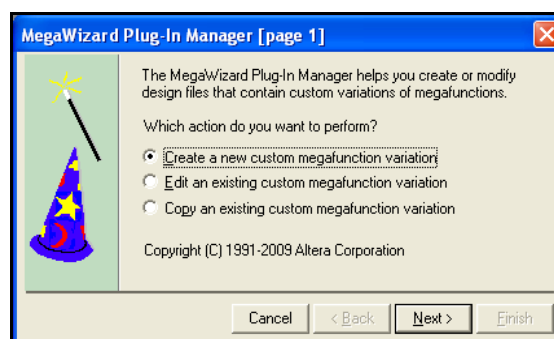 MegaWizard Plug-In Manager [page 1]
The MegaWizard Plug-In Manager helps you create or modify
design files that contain custom variations of megafunctions.
Which action do you want to perform?
Create a new custom megafunction variation
Edit an existing custom megafunction variation
Copy an existing custom megafunction variation
Copyright (C) 1991-2009 Altera Corporation
Cancel < Back Next > Finish